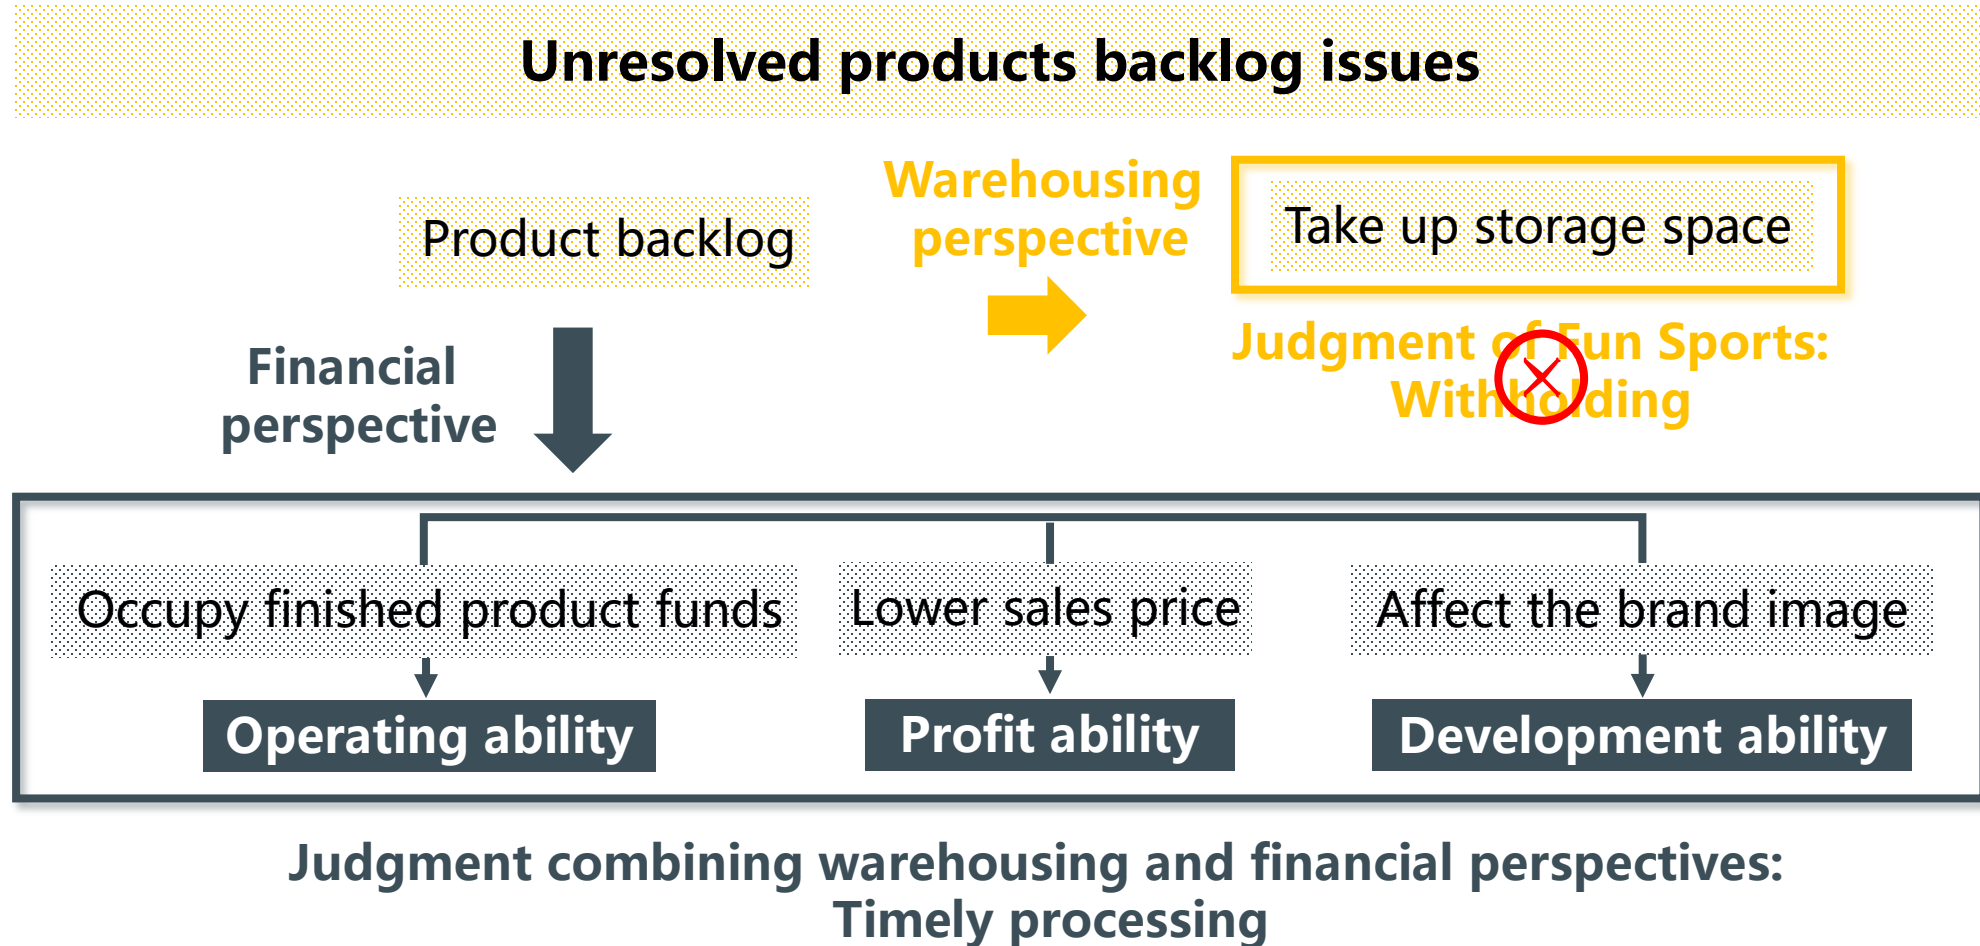 Unresolved products backlog issues
Product backlog
Warehousing
perspective
Take up storage space
Judgment of Fun Sports:
Withholding
Financial
perspective
Occupy finished product funds
Lower sales price
Affect the brand image
Operating ability
Profit ability
Development ability
Judgment combining warehousing and financial perspectives:
Timely processing